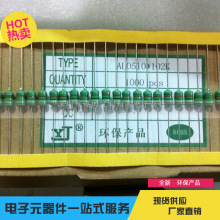 HOT
热卖
TYPE
AL0510*102K
QUANTITY
1000 pcs
YT
环保产品
全新 环保产品
电子元器件一站式服务
现货供应
厂家直销